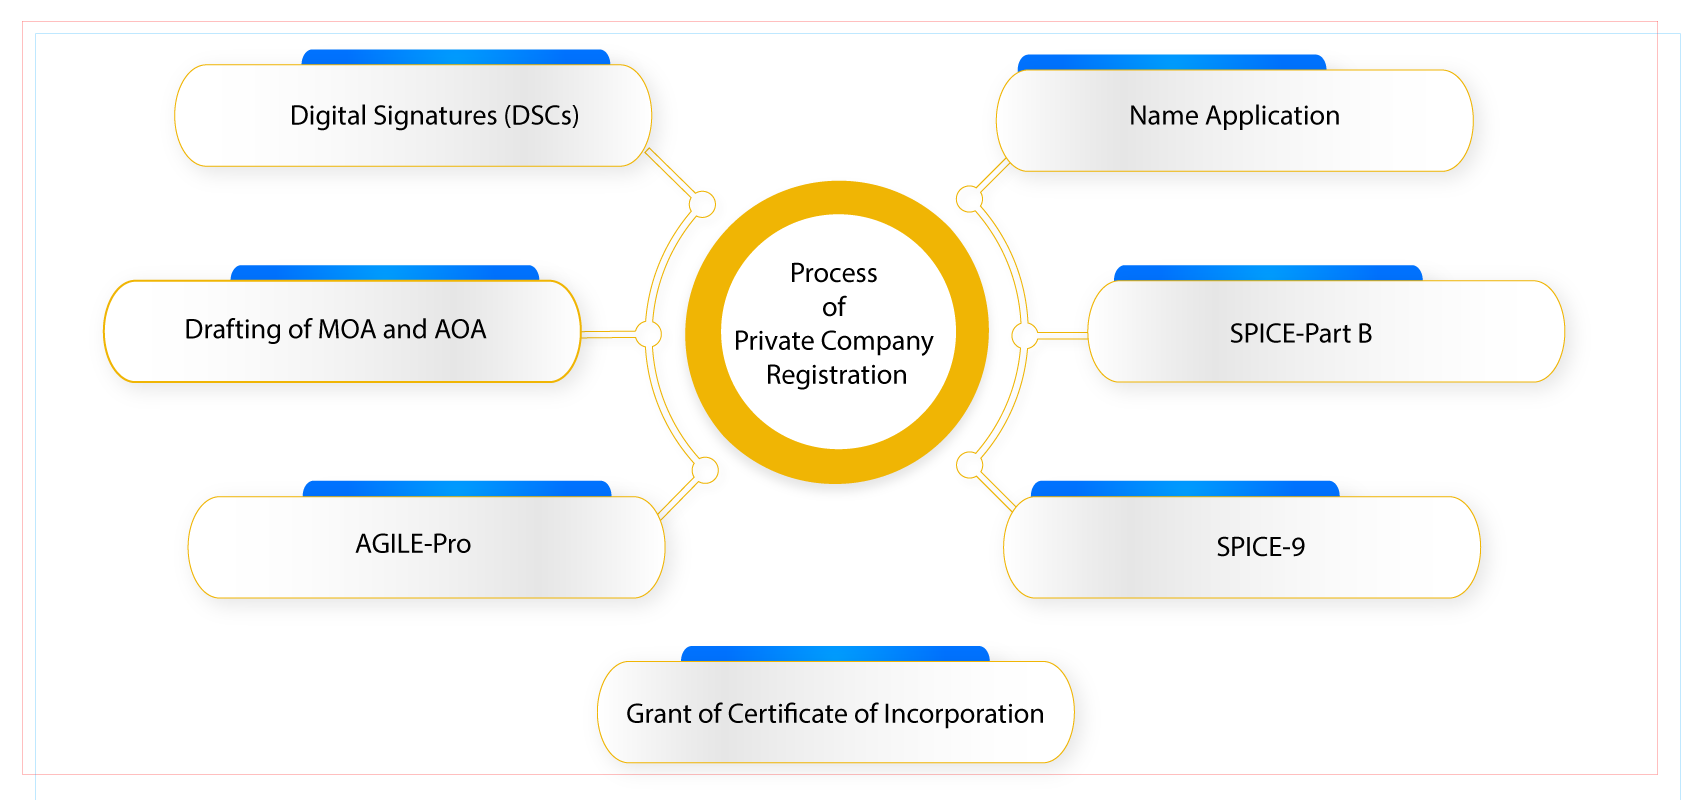 Digital Signatures (DSCs)
Name Application
Process
of
Private Company
Registration
Drafting of MOA and AOA
SPICE-Part B
AGILE-Pro
SPICE-9
Grant of Certificate of Incorporation